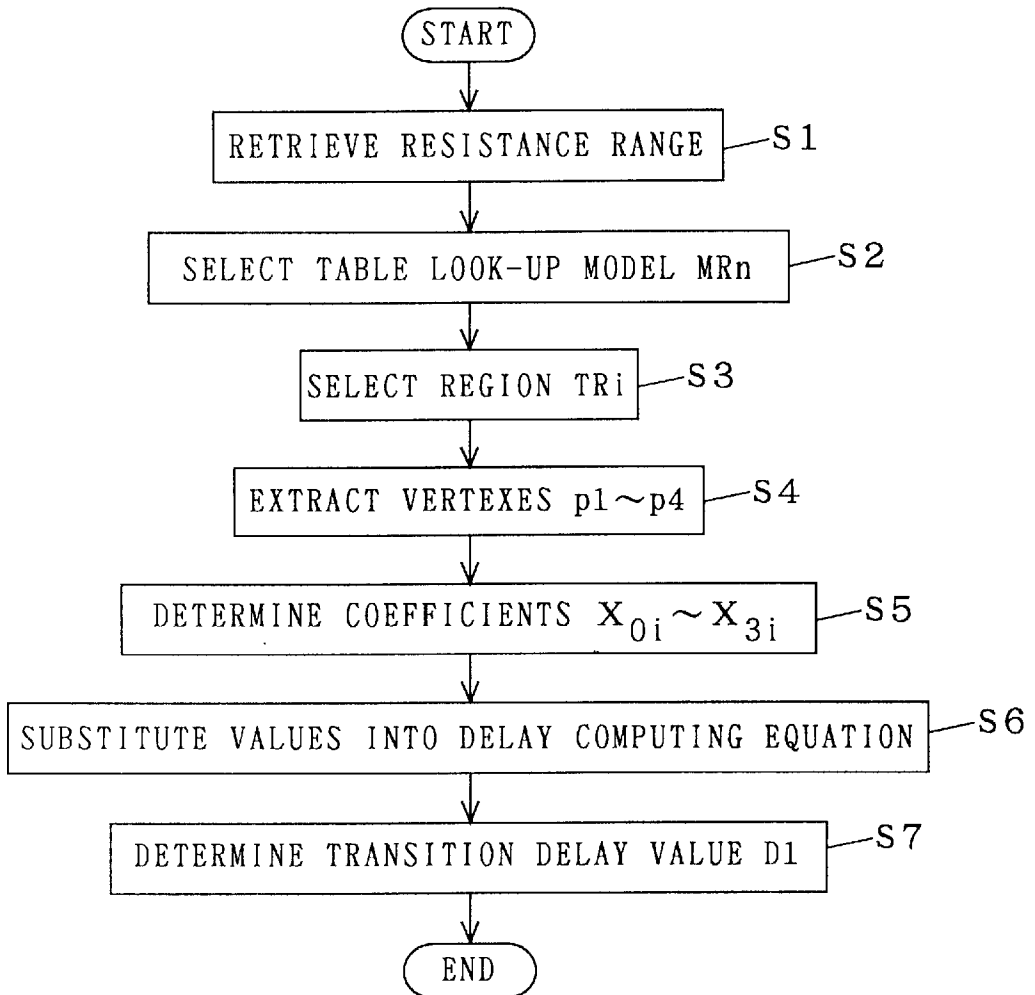 START
RETRIEVE RESISTANCE RANGE
S1
SELECT TABLE LOOK-UP MODEL MRn
S2
SELECT REGION TRi
S3
EXTRACT VERTEXES p1～p4
S4
DETERMINE COEFFICIENTS X0i～X3i
S5
SUBSTITUTE VALUES INTO DELAY COMPUTING EQUATION
S6
DETERMINE TRANSITION DELAY VALUE D1
S7
END